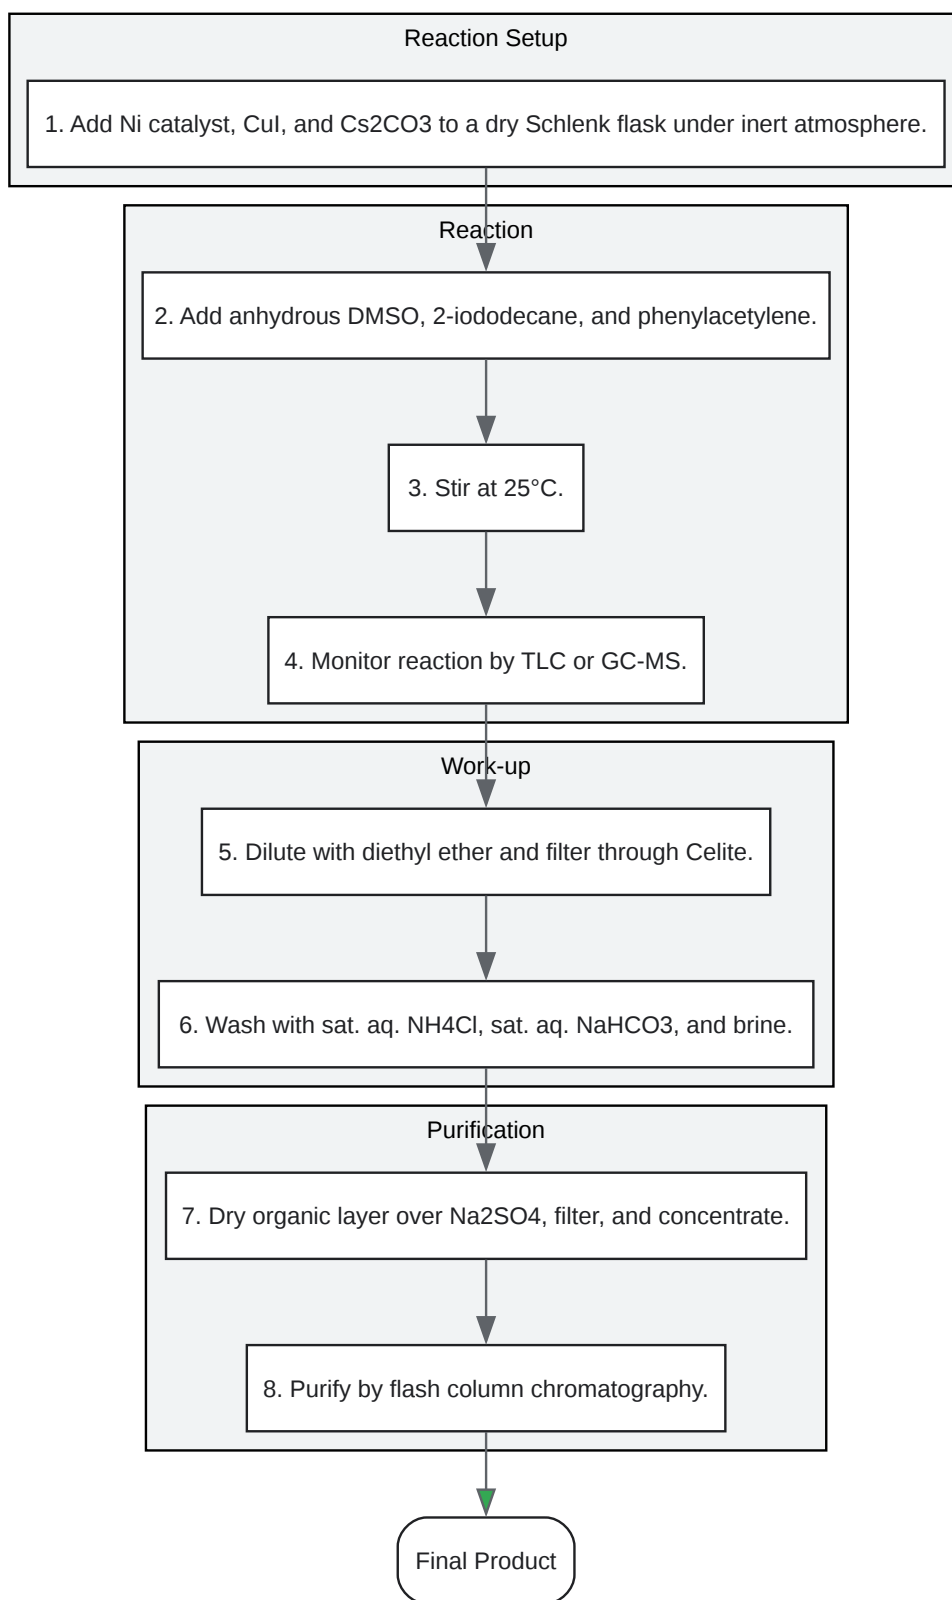 Reaction Setup
1. Add Ni catalyst, CuI, and Cs2CO3 to a dry Schlenk flask under inert atmosphere.
Reaction
2. Add anhydrous DMSO, 2-iododecane, and phenylacetylene.
3. Stir at 25°C.
4. Monitor reaction by TLC or GC-MS.
Work-up
5. Dilute with diethyl ether and filter through Celite.
6. Wash with sat. aq. NH4Cl, sat. aq. NaHCO3, and brine.
Purification
7. Dry organic layer over Na2SO4, filter, and concentrate.
8. Purify by flash column chromatography.
Final Product